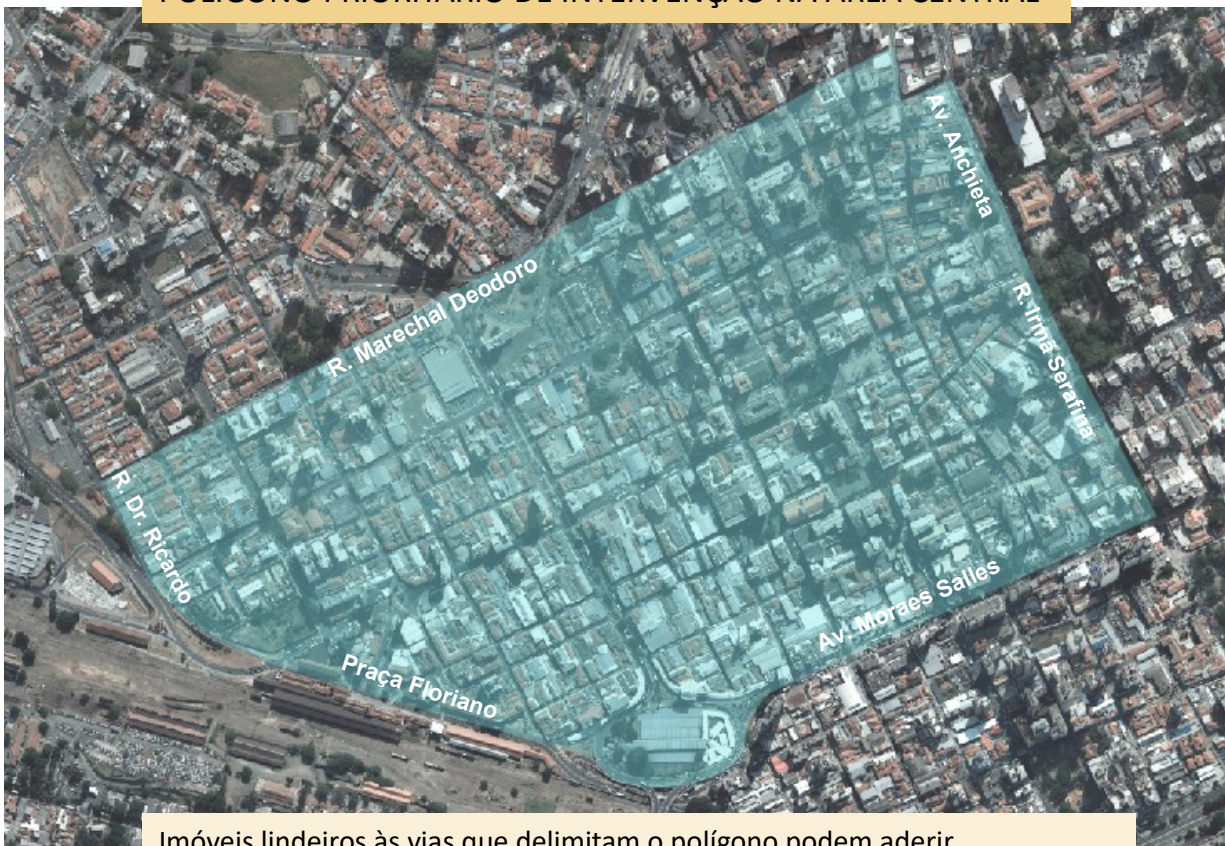 POLÍGONO PRIORITÁRIO DE INTERVENÇÃO NA ÁREA CENTRAL
Av. Anchieta
R. Marechal Deodoro
R. Irmã Serafina
R. Dr. Ricardo
Av. Moraes Salles
Praça Floriano
Imóveis lindeiros às vias que delimitam o polígono podem aderir